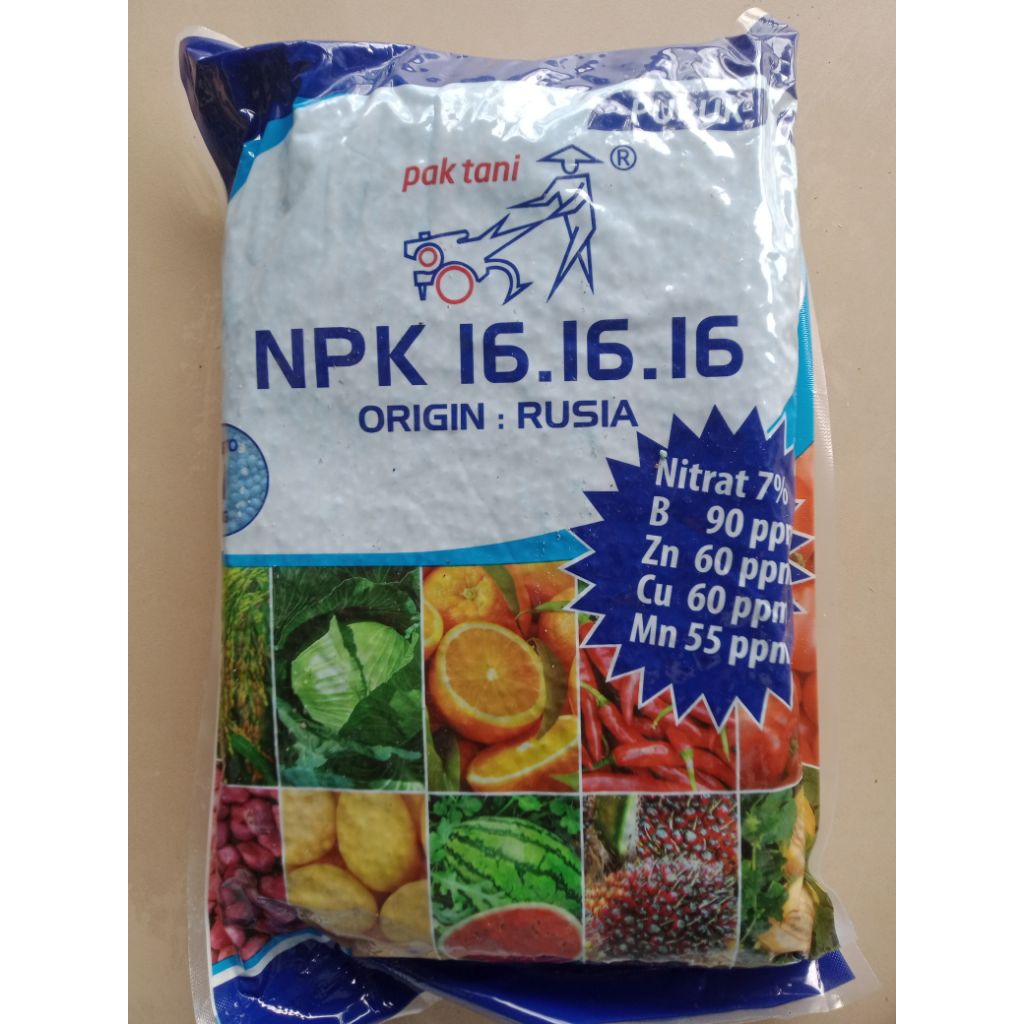 PUPUK
pak tani ®
NPK 16.16.16
ORIGIN : RUSIA
Nitrat 7%
B 90 ppm
Zn 60 ppm
Cu 60 ppm
Mn 55 ppm